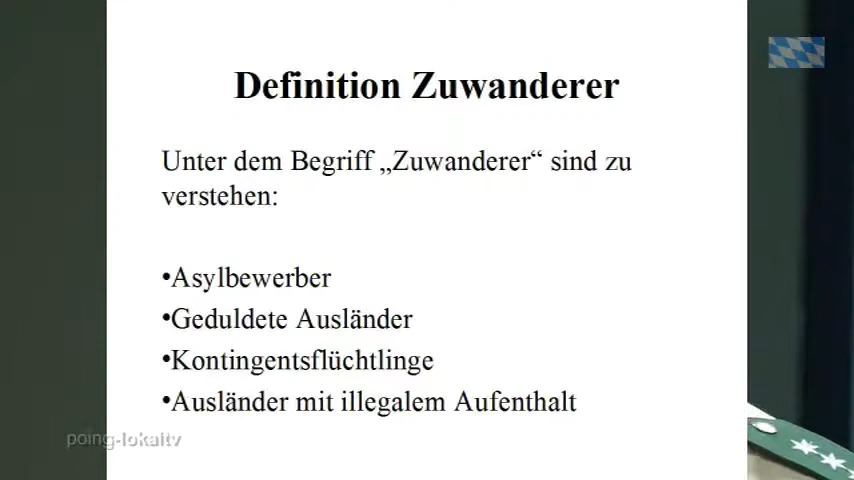 Definition Zuwanderer
Unter dem Begriff „Zuwanderer“ sind zu
verstehen:
•Asylbewerber
•Geduldete Ausländer
•Kontingentsflüchtlinge
•Ausländer mit illegalem Aufenthalt
poing-lokaltv